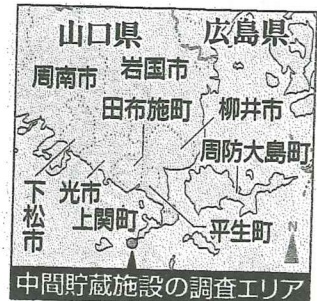 山口県
広島県
岩国市
周南市
田布施町
柳井市
周防大島町
下松市
光市
上関町
平生町
N
中間貯蔵施設の調査エリア